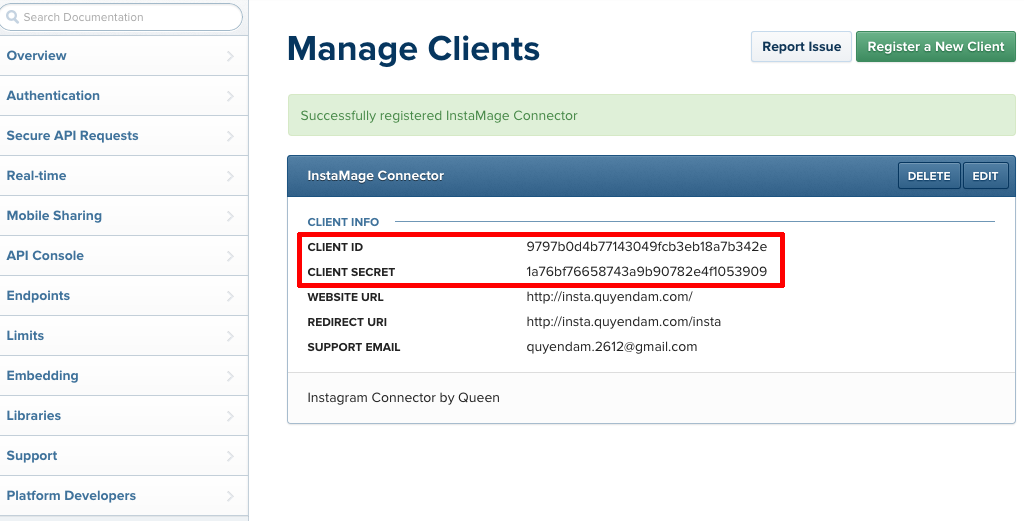 Search Documentation
Overview
Authentication
Secure API Requests
Real-time
Mobile Sharing
API Console
Endpoints
Limits
Embedding
Libraries
Support
Platform Developers
Manage Clients
Report Issue
Register a New Client
Successfully registered InstaMage Connector
InstaMage Connector
DELETE
EDIT
CLIENT INFO
CLIENT ID 9797b0d4b77143049fcb3eb18a7b342e
CLIENT SECRET 1a76bf76658743a9b90782e4f1053909
WEBSITE URL http://insta.quyendam.com/
REDIRECT URI http://insta.quyendam.com/insta
SUPPORT EMAIL quyendam.2612@gmail.com
Instagram Connector by Queen